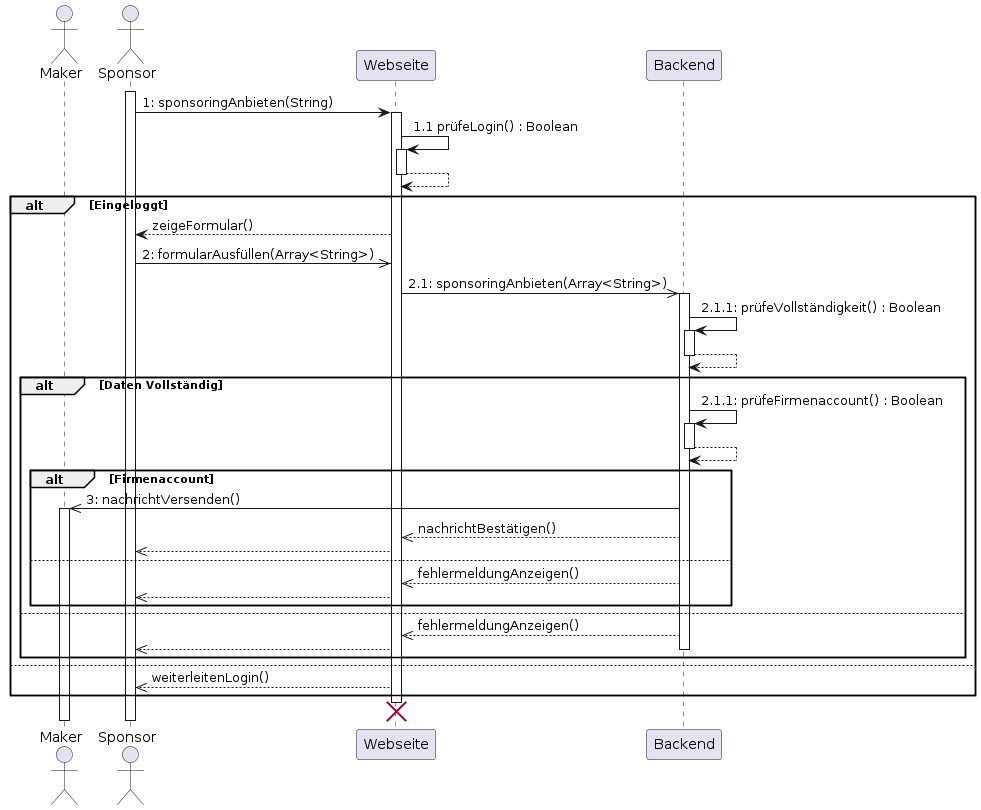 Maker
Sponsor
Webseite
Backend
1: sponsoringAnbieten(String)
1.1 prüfeLogin() : Boolean
alt [Eingeloggt]
zeigeFormular()
2: formularAusfüllen(Array<String>)
2.1: sponsoringAnbieten(Array<String>)
2.1.1: prüfeVollständigkeit() : Boolean
alt [Daten Vollständig]
2.1.1: prüfeFirmenaccount() : Boolean
alt [Firmenaccount]
3: nachrichtVersenden()
nachrichtBestätigen()
fehlermeldungAnzeigen()
fehlermeldungAnzeigen()
weiterleitenLogin()
Maker
Sponsor
Webseite
Backend